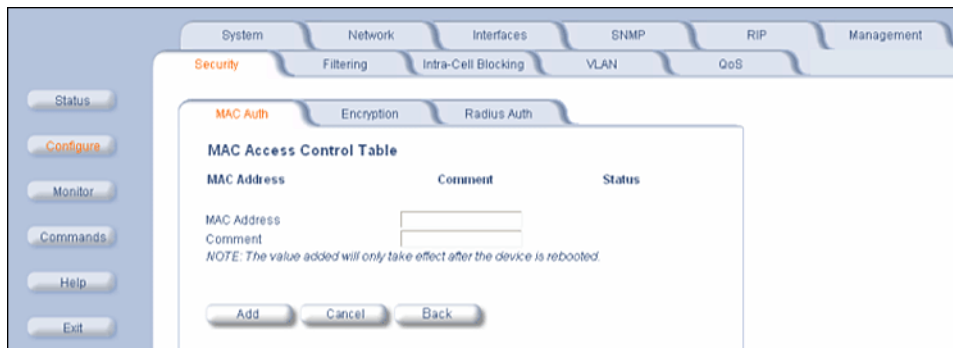 System Network Interfaces SNMP RIP Management
Security Filtering Intra-Cell Blocking VLAN QoS
Status
Configure
Monitor
Commands
Help
Exit
MAC Auth Encryption Radius Auth
MAC Access Control Table
MAC Address Comment Status
MAC Address
Comment
NOTE: The value added will only take effect after the device is rebooted.
Add Cancel Back